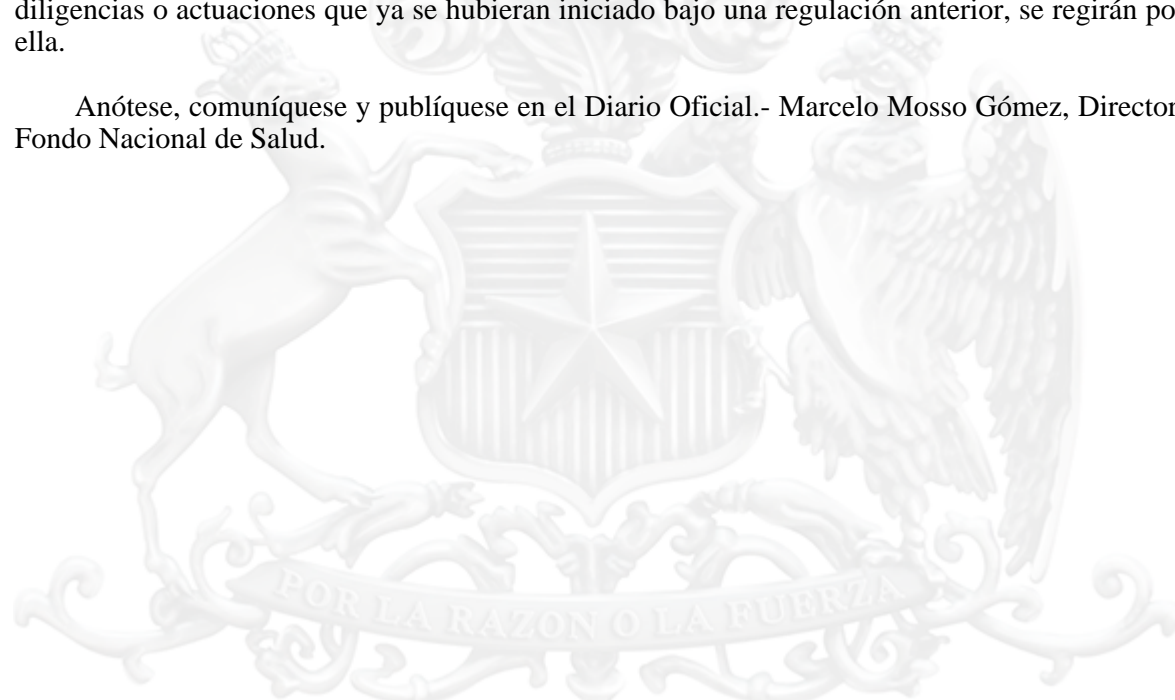 diligencias o actuaciones que ya se hubieran iniciado bajo una regulación anterior, se regirán po
ella.
Anótese, comuníquese y publíquese en el Diario Oficial.- Marcelo Mosso Gómez, Director
Fondo Nacional de Salud.
POR LA RAZON O LA FUERZA